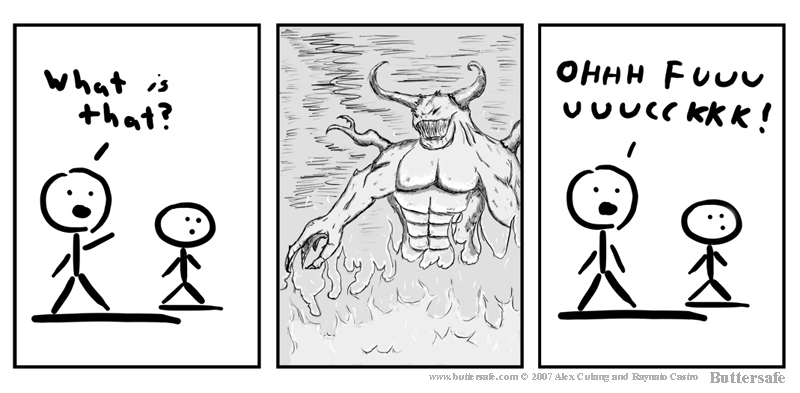 What is
that?
OHHH FUUU
UUUCCKKK!
www.buttersafe.com © 2007 Alex Culang and Raynato Castro
Buttersafe